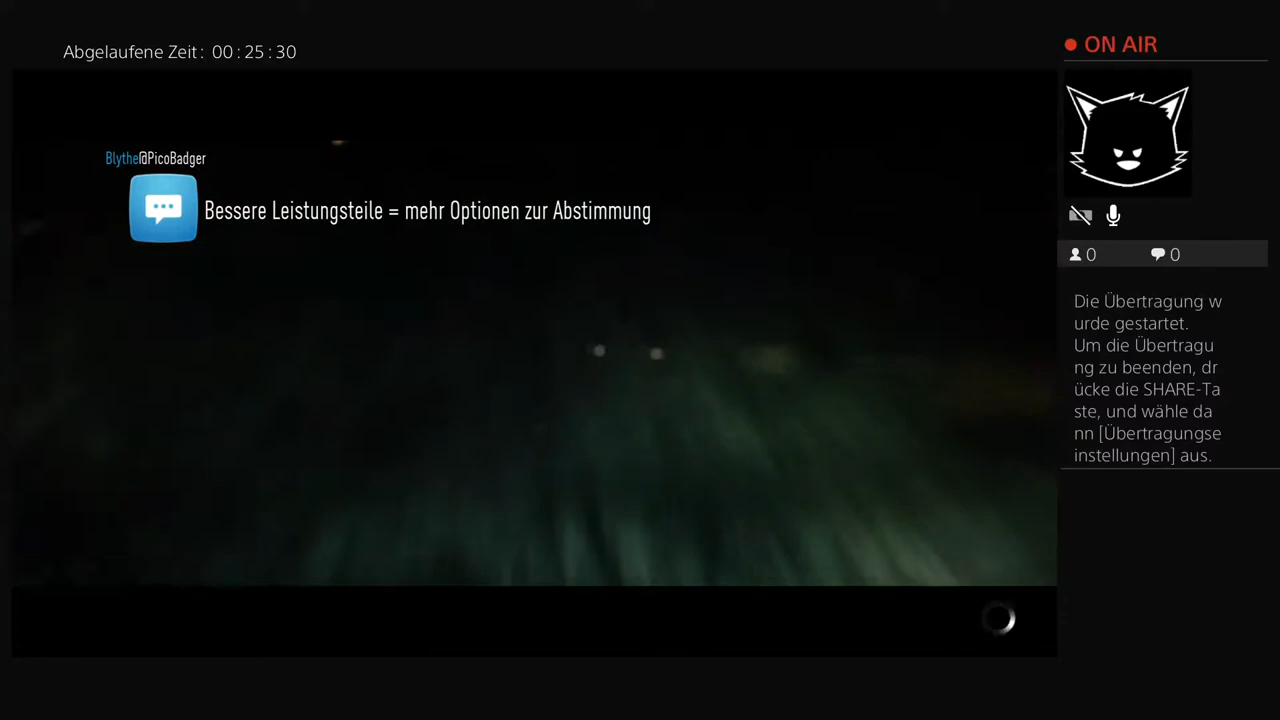 Abgelaufene Zeit: 00:25:30
ON AIR
Blythe@PicoBadger
Bessere Leistungsteile = mehr Optionen zur Abstimmung
0
0
Die Übertragung w
urde gestartet.
Um die Übertragu
ng zu beenden, dr
ücke die SHARE-Ta
ste, und wähle da
nn [Übertragungse
instellungen] aus.